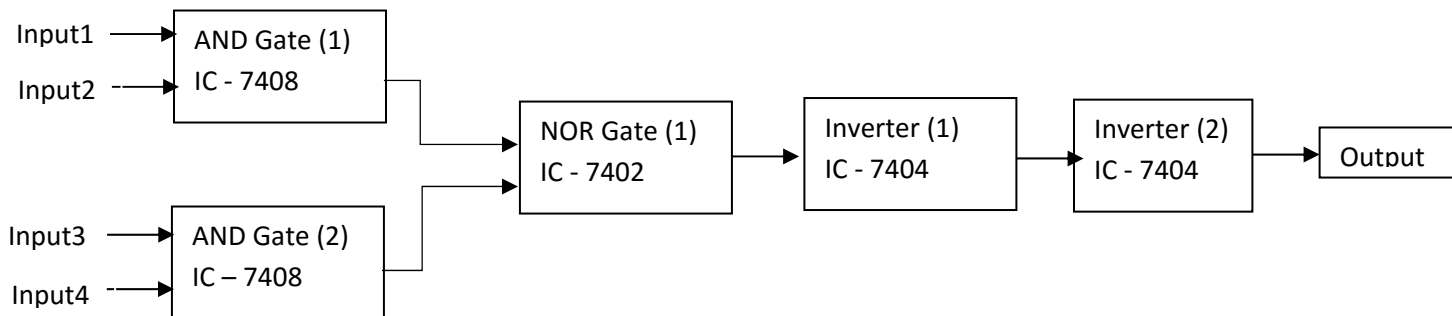 Input1
Input2
AND Gate (1)
IC - 7408
NOR Gate (1)
IC - 7402
Inverter (1)
IC - 7404
Inverter (2)
IC - 7404
Output
Input3
Input4
AND Gate (2)
IC – 7408